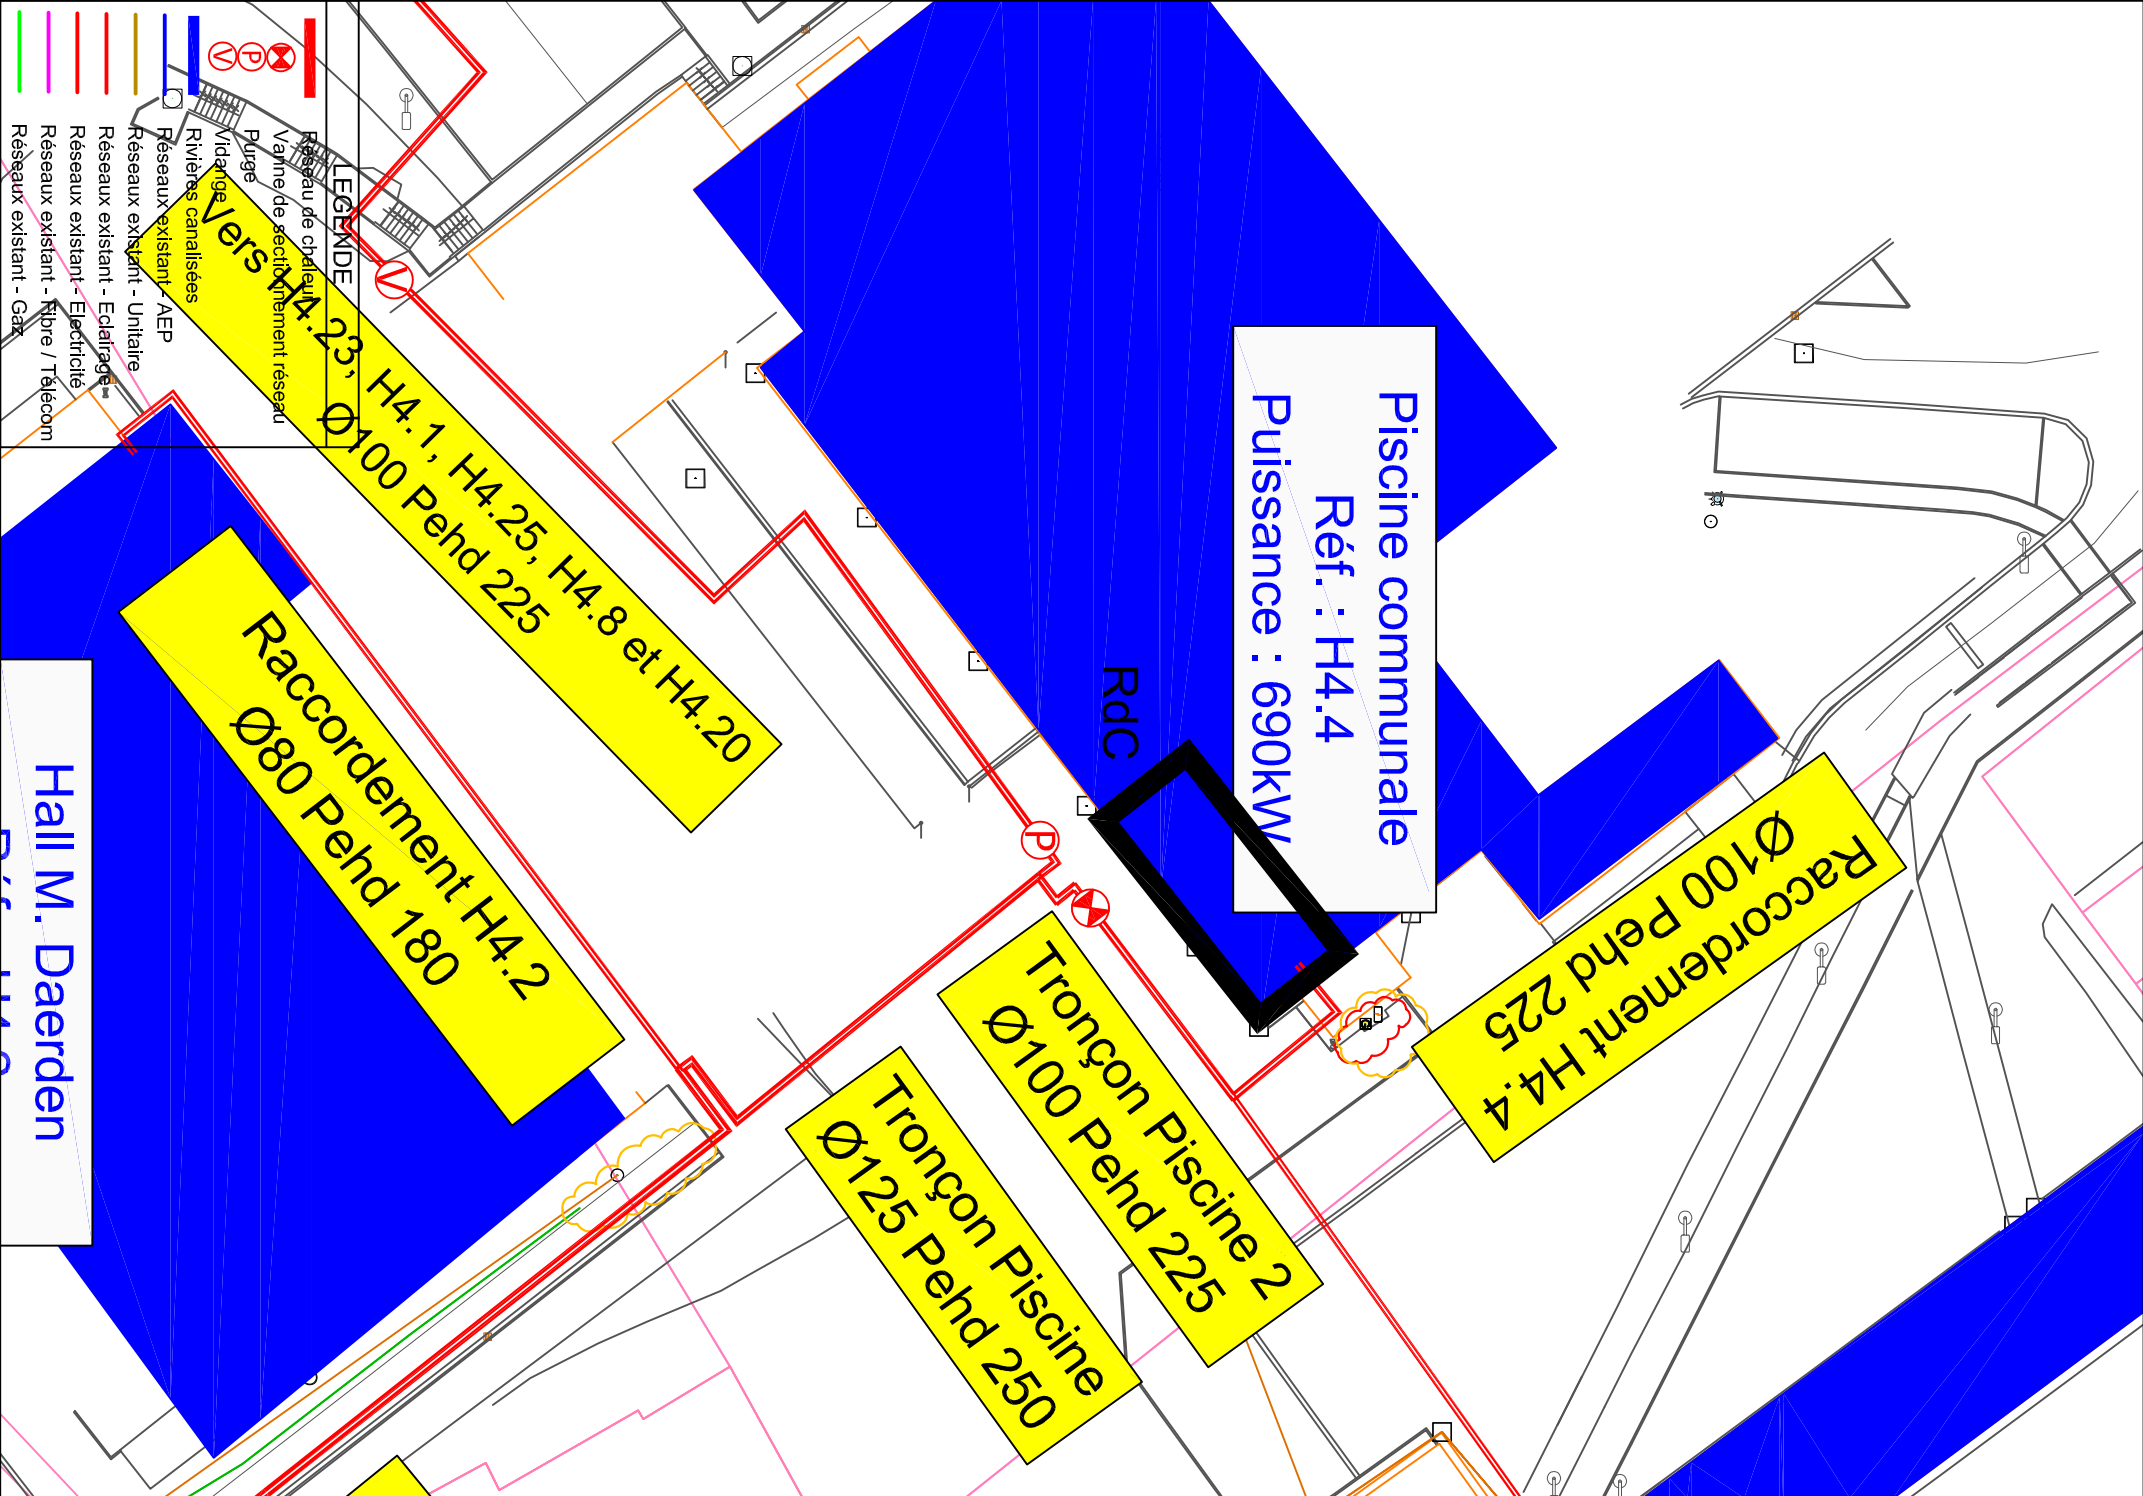 LEGENDE
Réseau de chaleur
Vanne de sectionnement réseau
Purge
Vidange
Rivières canalisées
Réseaux existant - AEP
Réseaux existant - Unitaire
Réseaux existant - Eclairage
Réseaux existant - Electricité
Réseaux existant - Fibre / Télécom
Réseaux existant - Gaz
P
V
V
P
Vers H4.23, H4.1, H4.25, H4.8 et H4.20
Ø100 Pehd 225
Raccordement H4.2
Ø80 Pehd 180
Hall M. Daerden
Piscine communale
Réf. : H4.4
Puissance : 690kW
RdC
Tronçon Piscine 2
Ø100 Pehd 225
Tronçon Piscine
Ø125 Pehd 250
Raccordement H4.4
Ø100 Pehd 225